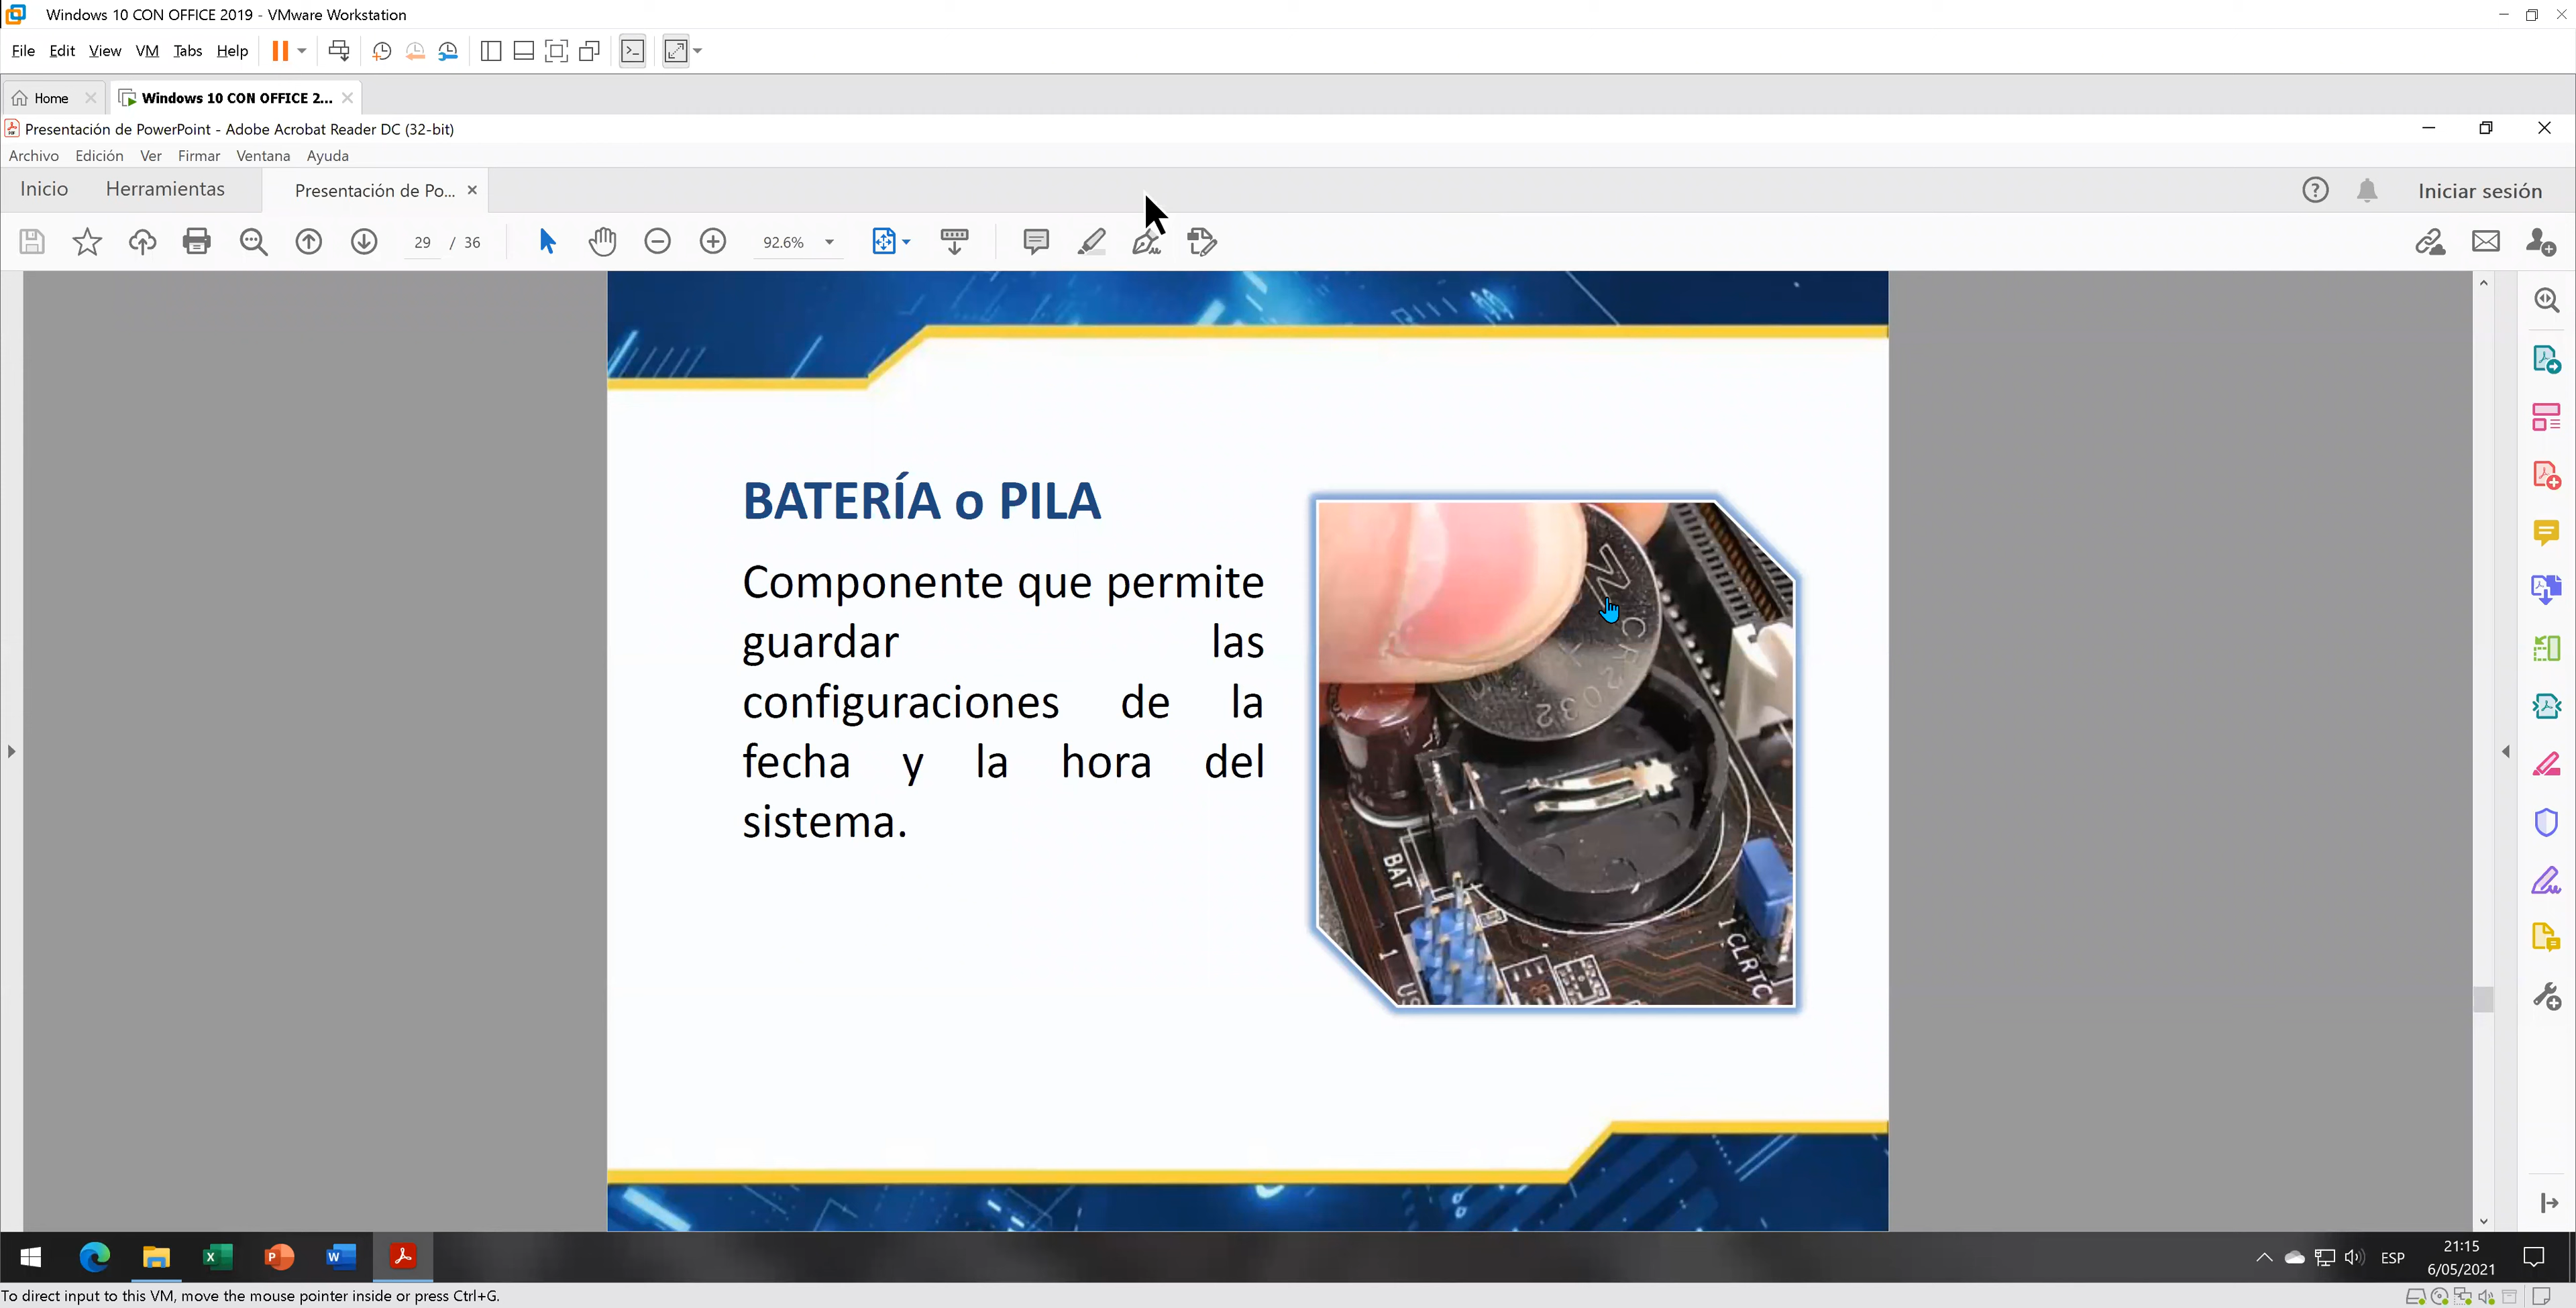 Windows 10 CON OFFICE 2019 - VMware Workstation
File Edit View VM Tabs Help
Home Windows 10 CON OFFICE 2...
Presentación de PowerPoint - Adobe Acrobat Reader DC (32-bit)
Archivo Edición Ver Firmar Ventana Ayuda
Inicio Herramientas Presentación de Po... Iniciar sesión
29 / 36 92.6%
BATERÍA o PILA
Componente que permite
guardar las
configuraciones de la
fecha y la hora del
sistema.
CR2032
BAT
1
US
1
CLRTC
ESP
21:15
6/05/2021
To direct input to this VM, move the mouse pointer inside or press Ctrl+G.